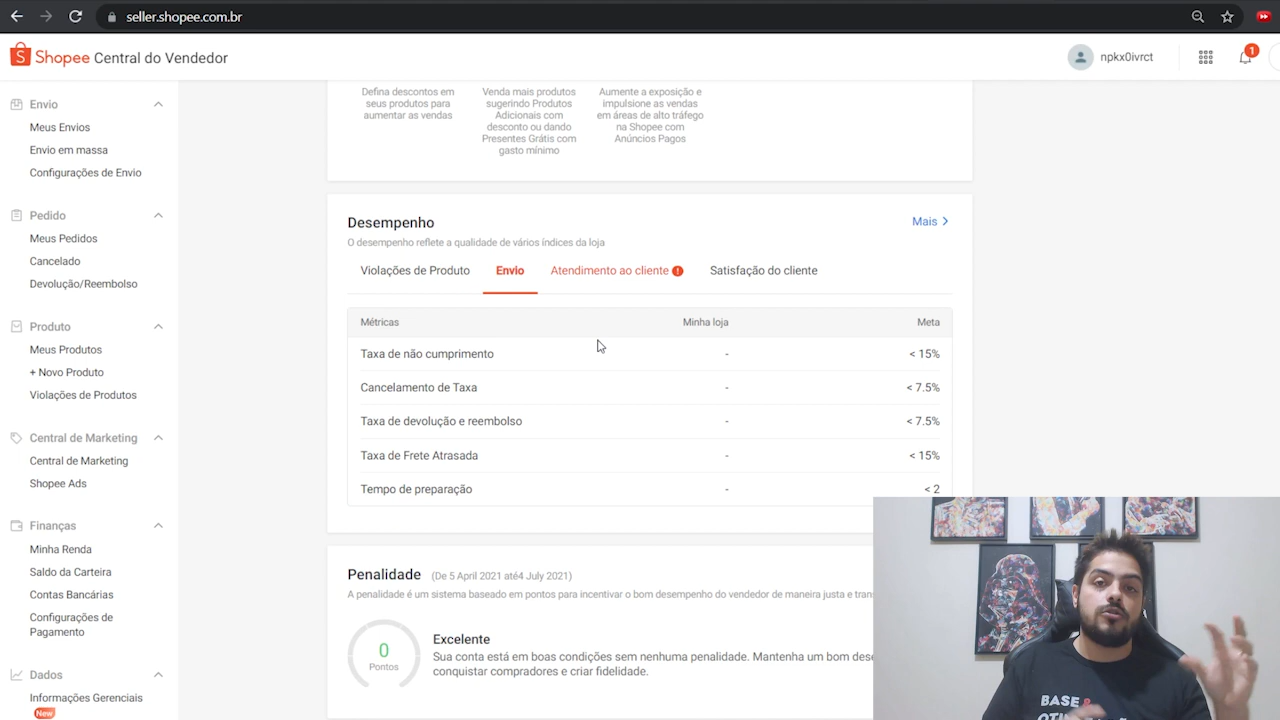 seller.shopee.com.br
Shopee Central do Vendedor
npkx0ivrct
1
Envio
Meus Envios
Envio em massa
Configurações de Envio
Pedido
Meus Pedidos
Cancelado
Devolução/Reembolso
Produto
Meus Produtos
+ Novo Produto
Violações de Produtos
Central de Marketing
Central de Marketing
Shopee Ads
Finanças
Minha Renda
Saldo da Carteira
Contas Bancárias
Configurações de
Pagamento
Dados
Informações Gerenciais
New
Defina descontos em
seus produtos para
aumentar as vendas
Venda mais produtos
sugerindo Produtos
Adicionais com
desconto ou dando
Presentes Grátis com
gasto mínimo
Aumente a exposição e
impulsione as vendas
em áreas de alto tráfego
na Shopee com
Anúncios Pagos
Desempenho
Mais >
O desempenho reflete a qualidade de vários índices da loja
Violações de Produto Envio Atendimento ao cliente ! Satisfação do cliente
Métricas Minha loja Meta
Taxa de não cumprimento - < 15%
Cancelamento de Taxa - < 7.5%
Taxa de devolução e reembolso - < 7.5%
Taxa de Frete Atrasada - < 15%
Tempo de preparação - < 2
Penalidade (De 5 April 2021 até4 July 2021)
A penalidade é um sistema baseado em pontos para incentivar o bom desempenho do vendedor de maneira justa e
0
Pontos
Excelente
Sua conta está em boas condições sem nenhuma penalidade. Mantenha um bom
conquistar compradores e criar fidelidade.
BASE